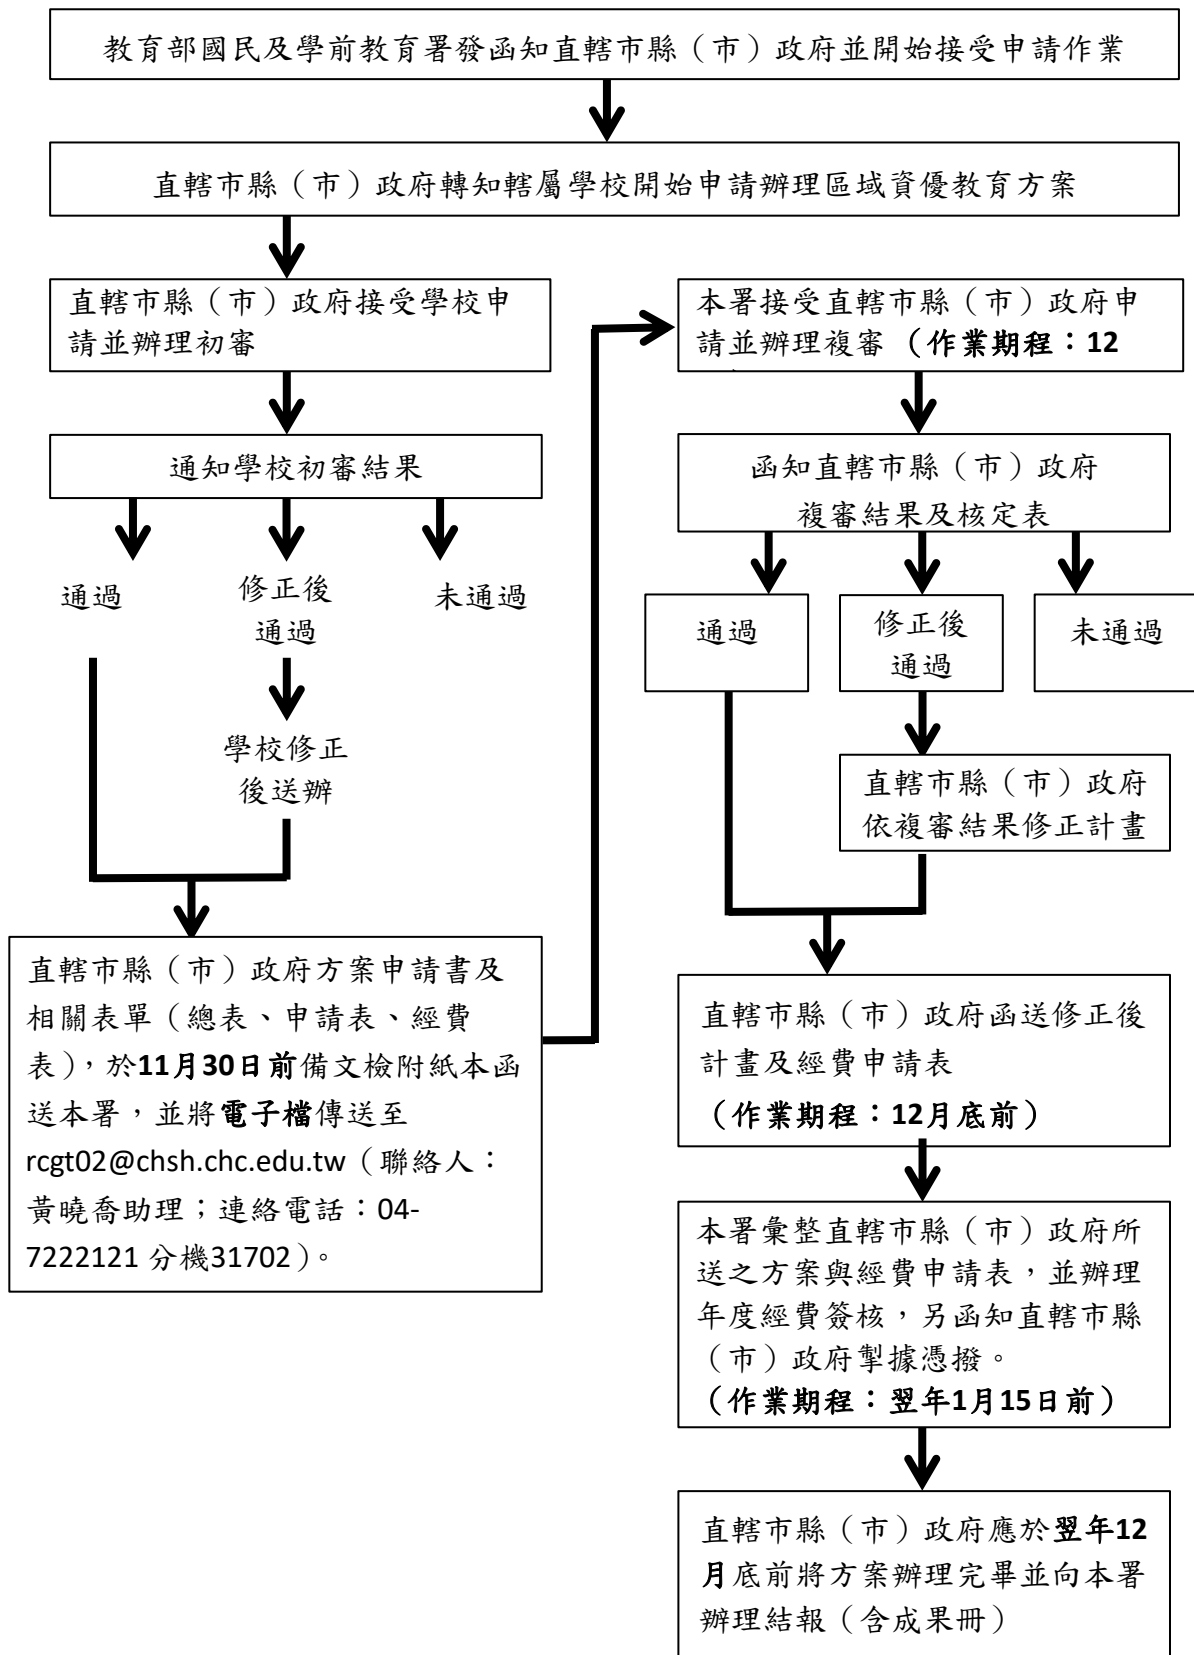 教育部國民及學前教育署發函知直轄市縣（市）政府並開始接受申請作業
直轄市縣（市）政府轉知轄屬學校開始申請辦理區域資優教育方案
直轄市縣（市）政府接受學校申
請並辦理初審
通知學校初審結果
通過
修正後
通過
未通過
學校修正
後送辦
直轄市縣（市）政府方案申請書及
相關表單（總表、申請表、經費
表），於11月30日前備文檢附紙本函
送本署，並將電子檔傳送至
rcgt02@chsh.chc.edu.tw（聯絡人：
黃曉喬助理；連絡電話：04-
7222121 分機31702）。
本署接受直轄市縣（市）政府申
請並辦理複審（作業期程：12
函知直轄市縣（市）政府
複審結果及核定表
通過
修正後
通過
未通過
直轄市縣（市）政府
依複審結果修正計畫
直轄市縣（市）政府函送修正後
計畫及經費申請表
（作業期程：12月底前）
本署彙整直轄市縣（市）政府所
送之方案與經費申請表，並辦理
年度經費簽核，另函知直轄市縣
（市）政府掣據憑撥。
（作業期程：翌年1月15日前）
直轄市縣（市）政府應於翌年12
月底前將方案辦理完畢並向本署
辦理結報（含成果冊）